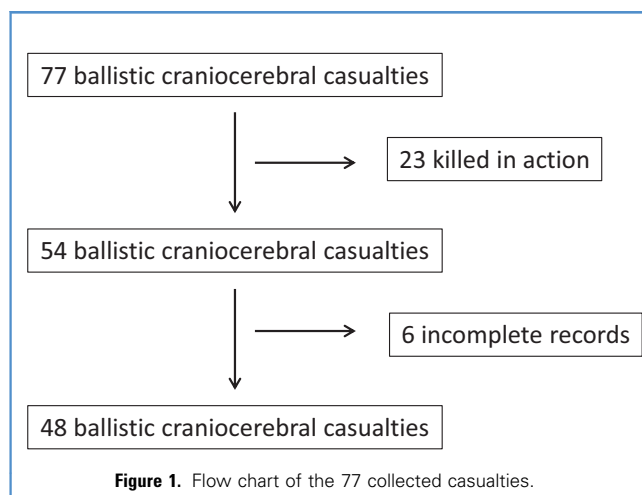 77 ballistic craniocerebral casualties
23 killed in action
54 ballistic craniocerebral casualties
6 incomplete records
48 ballistic craniocerebral casualties
Figure 1. Flow chart of the 77 collected casualties.